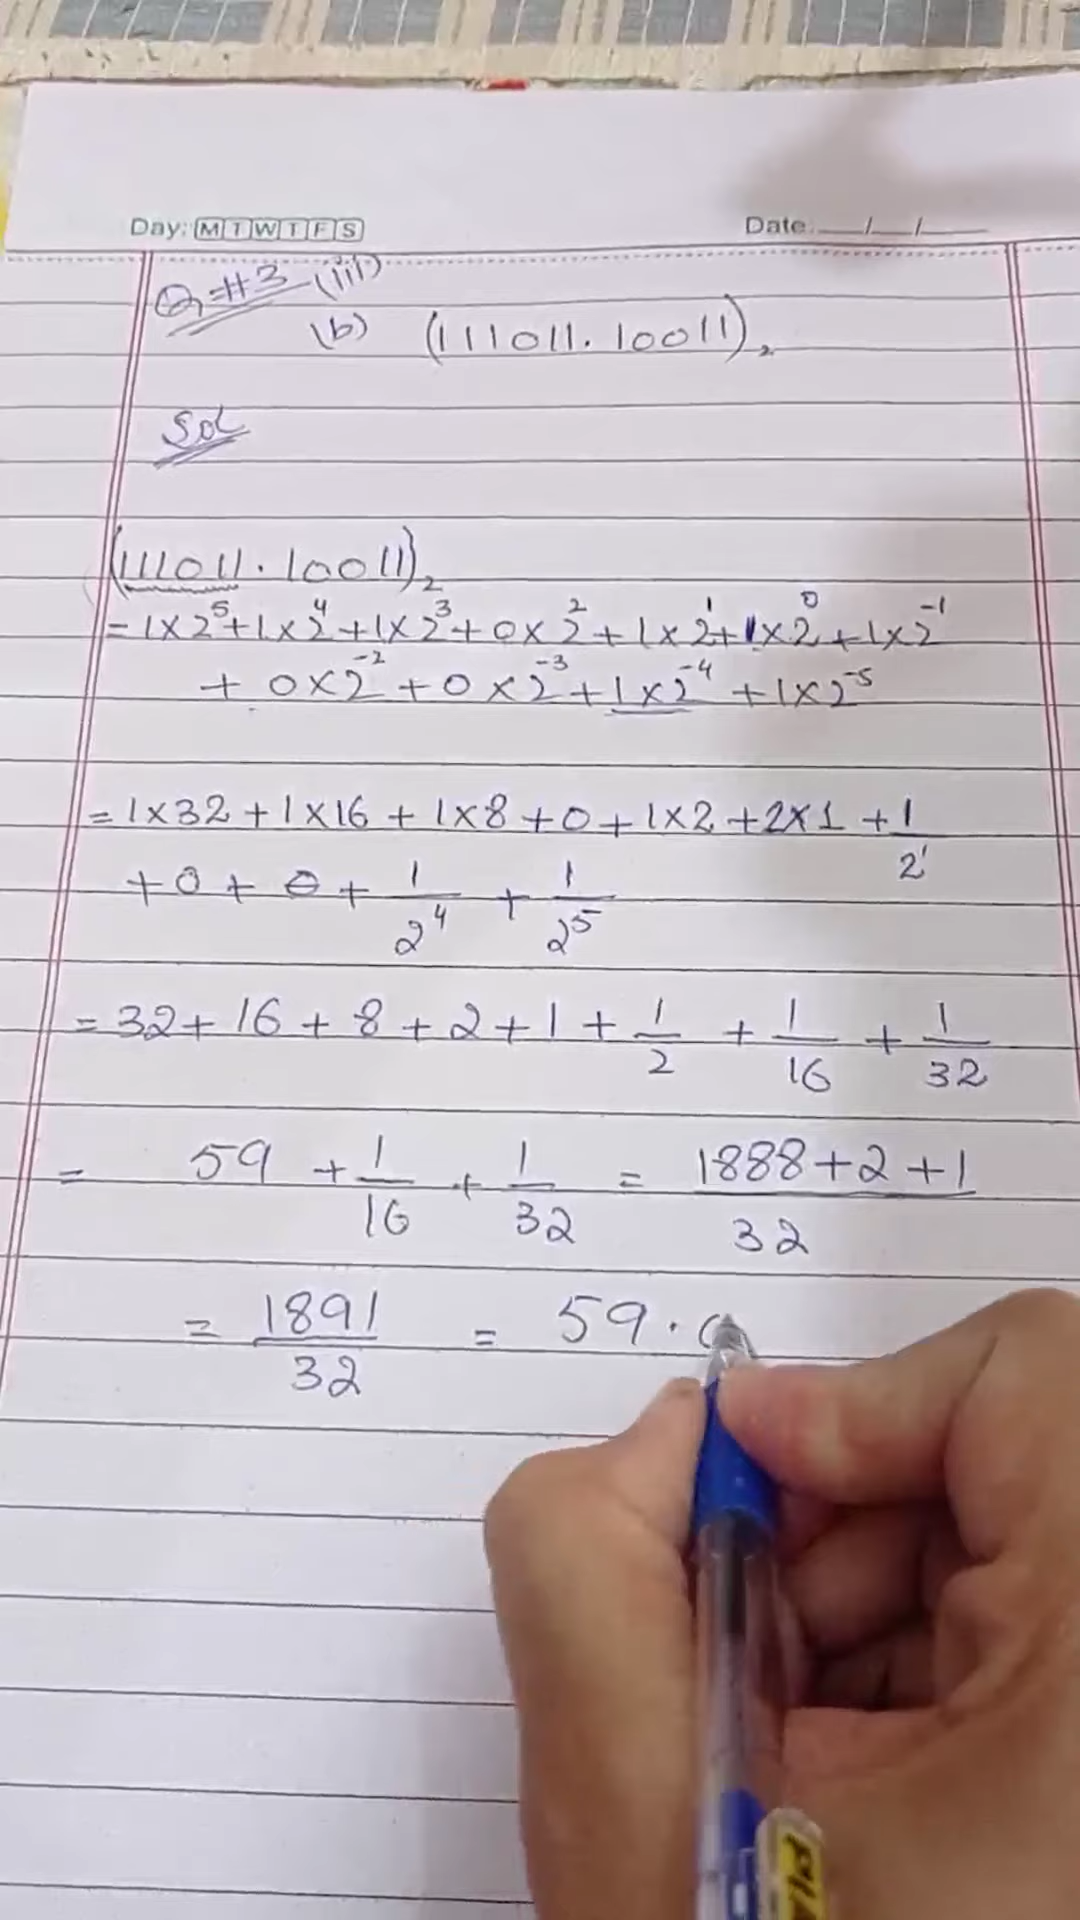 Day: M T W T F S Date: __/__/__
Q#3 (iii)
(b) (111011.10011)₂
Sol
(111011.10011)₂
=1×2⁵+1×2⁴+1×2³+0×2²+1×2¹+1×2⁰+1×2⁻¹
+0×2⁻²+0×2⁻³+1×2⁻⁴+1×2⁻⁵
=1×32+1×16+1×8+0+1×2+2×1+1/2¹
+0+0+1/2⁴+1/2⁵
=32+16+8+2+1+1/2+1/16+1/32
= 59+1/16+1/32=1888+2+1/32
=1891/32=59.